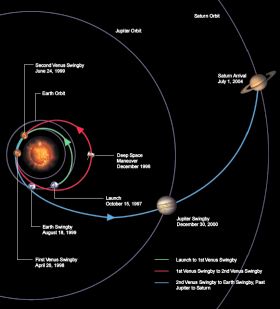 Saturn Orbit
Jupiter Orbit
Second Venus Swingby
June 24, 1999
Saturn Arrival
July 1, 2004
Earth Orbit
Deep Space
Maneuver
December 1998
Launch
October 15, 1997
Jupiter Swingby
December 30, 2000
Earth Swingby
August 18, 1999
First Venus Swingby
April 26, 1998
Launch to 1st Venus Swingby
1st Venus Swingby to 2nd Venus Swingby
2nd Venus Swingby to Earth Swingby, Past
Jupiter to Saturn